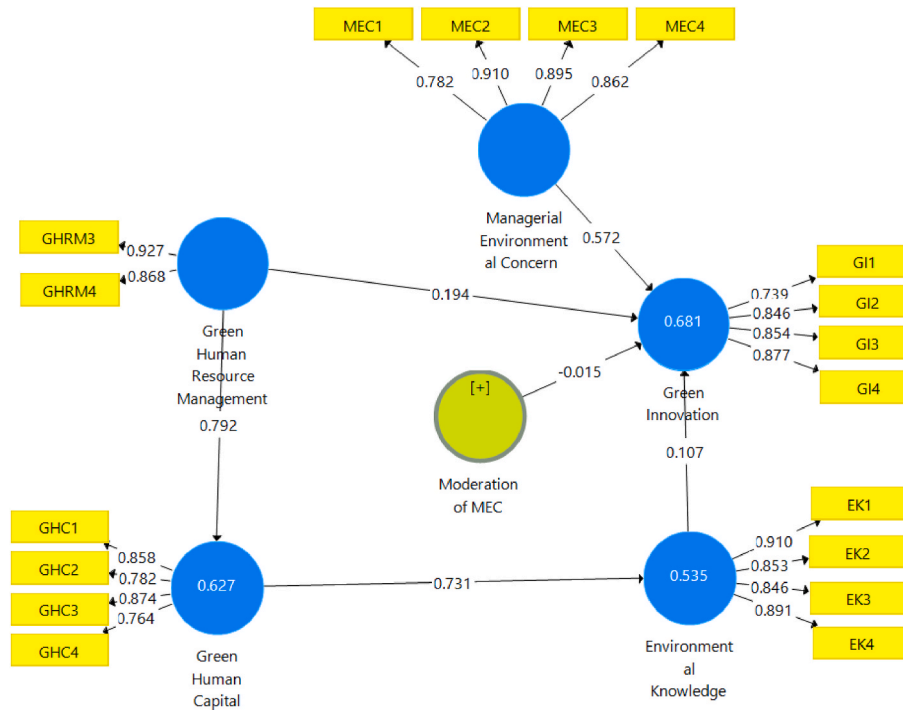 MEC1
MEC2
MEC3
MEC4
0.782
0.910
0.895
0.862
Managerial
Environment
al Concern
0.572
GHRM3
GHRM4
0.927
0.868
Green
Human
Resource
Management
0.194
0.681
GI1
GI2
GI3
GI4
0.739
0.846
0.854
0.877
Green
Innovation
[+]
-0.015
Moderation
of MEC
0.792
0.107
GHC1
GHC2
GHC3
GHC4
0.858
0.782
0.874
0.764
0.627
Green
Human
Capital
0.731
0.535
Environment
al
Knowledge
0.910
0.853
0.846
0.891
EK1
EK2
EK3
EK4